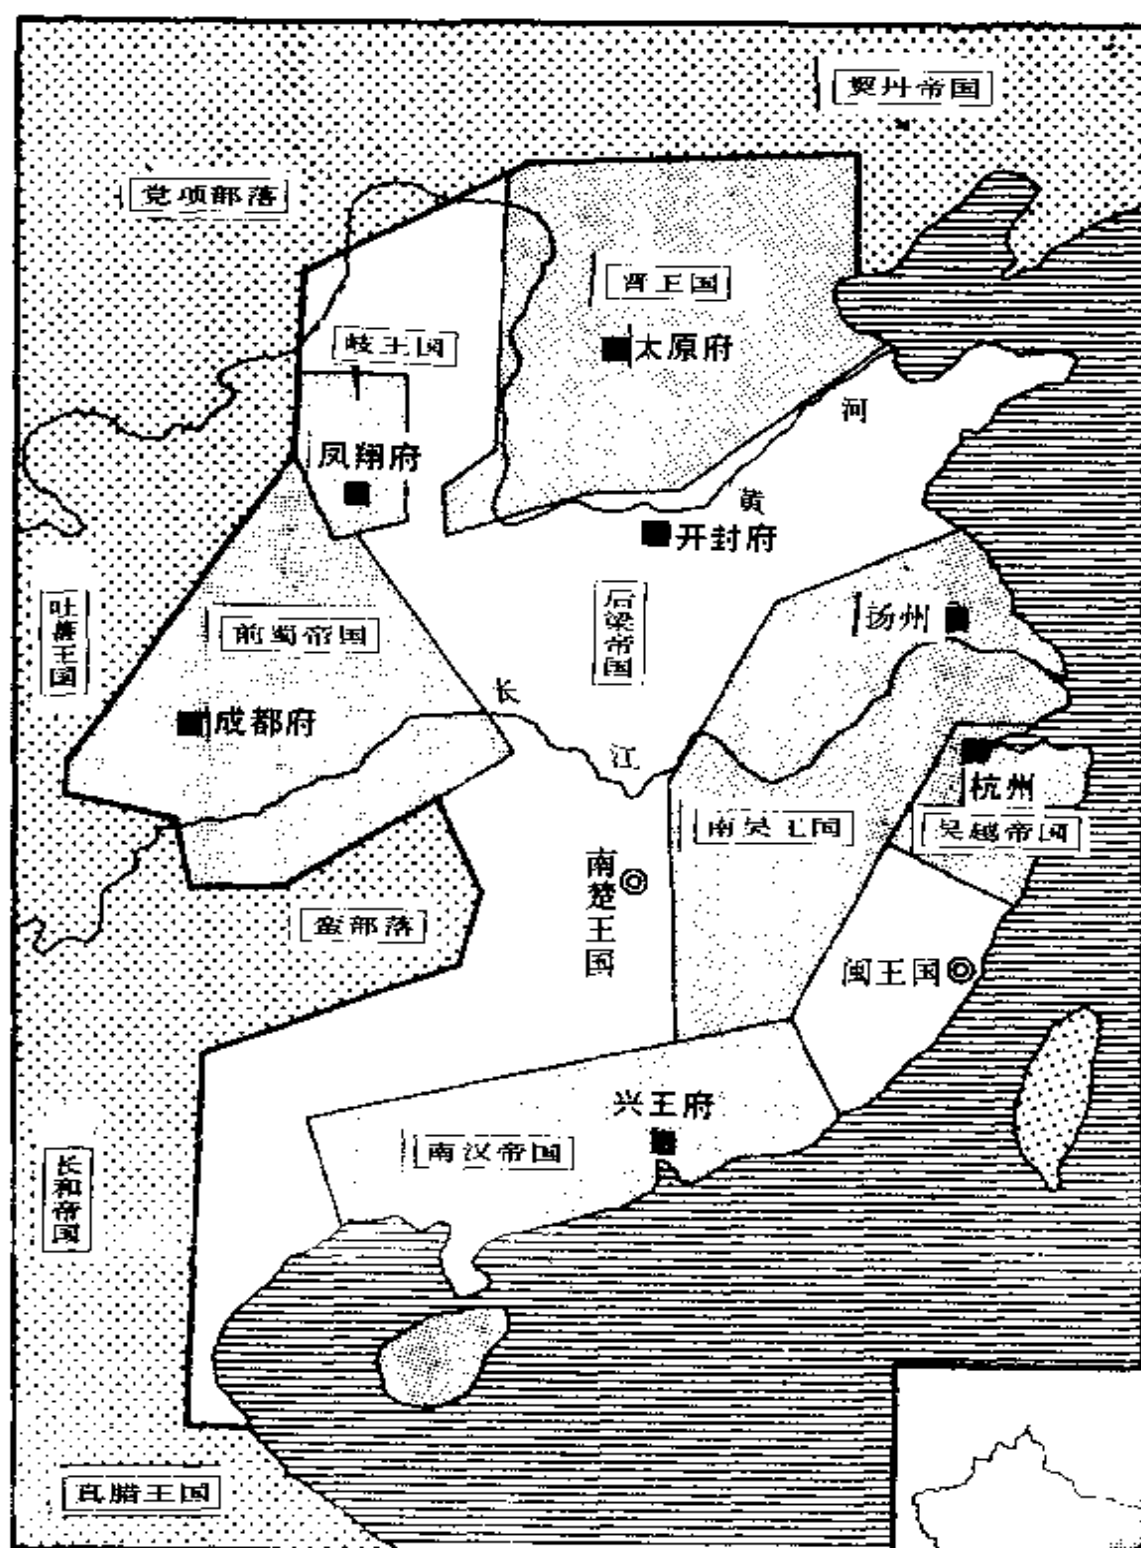 契丹帝国
党项部落
晋王国
太原府
岐王国
河
凤翔府
黄
开封府
吐蕃王国
后梁帝国
扬州
前蜀帝国
长
成都府
江
杭州
南吴王国
吴越帝国
南楚王国
蛮部落
闽王国
兴王府
南汉帝国
长和帝国
真腊王国